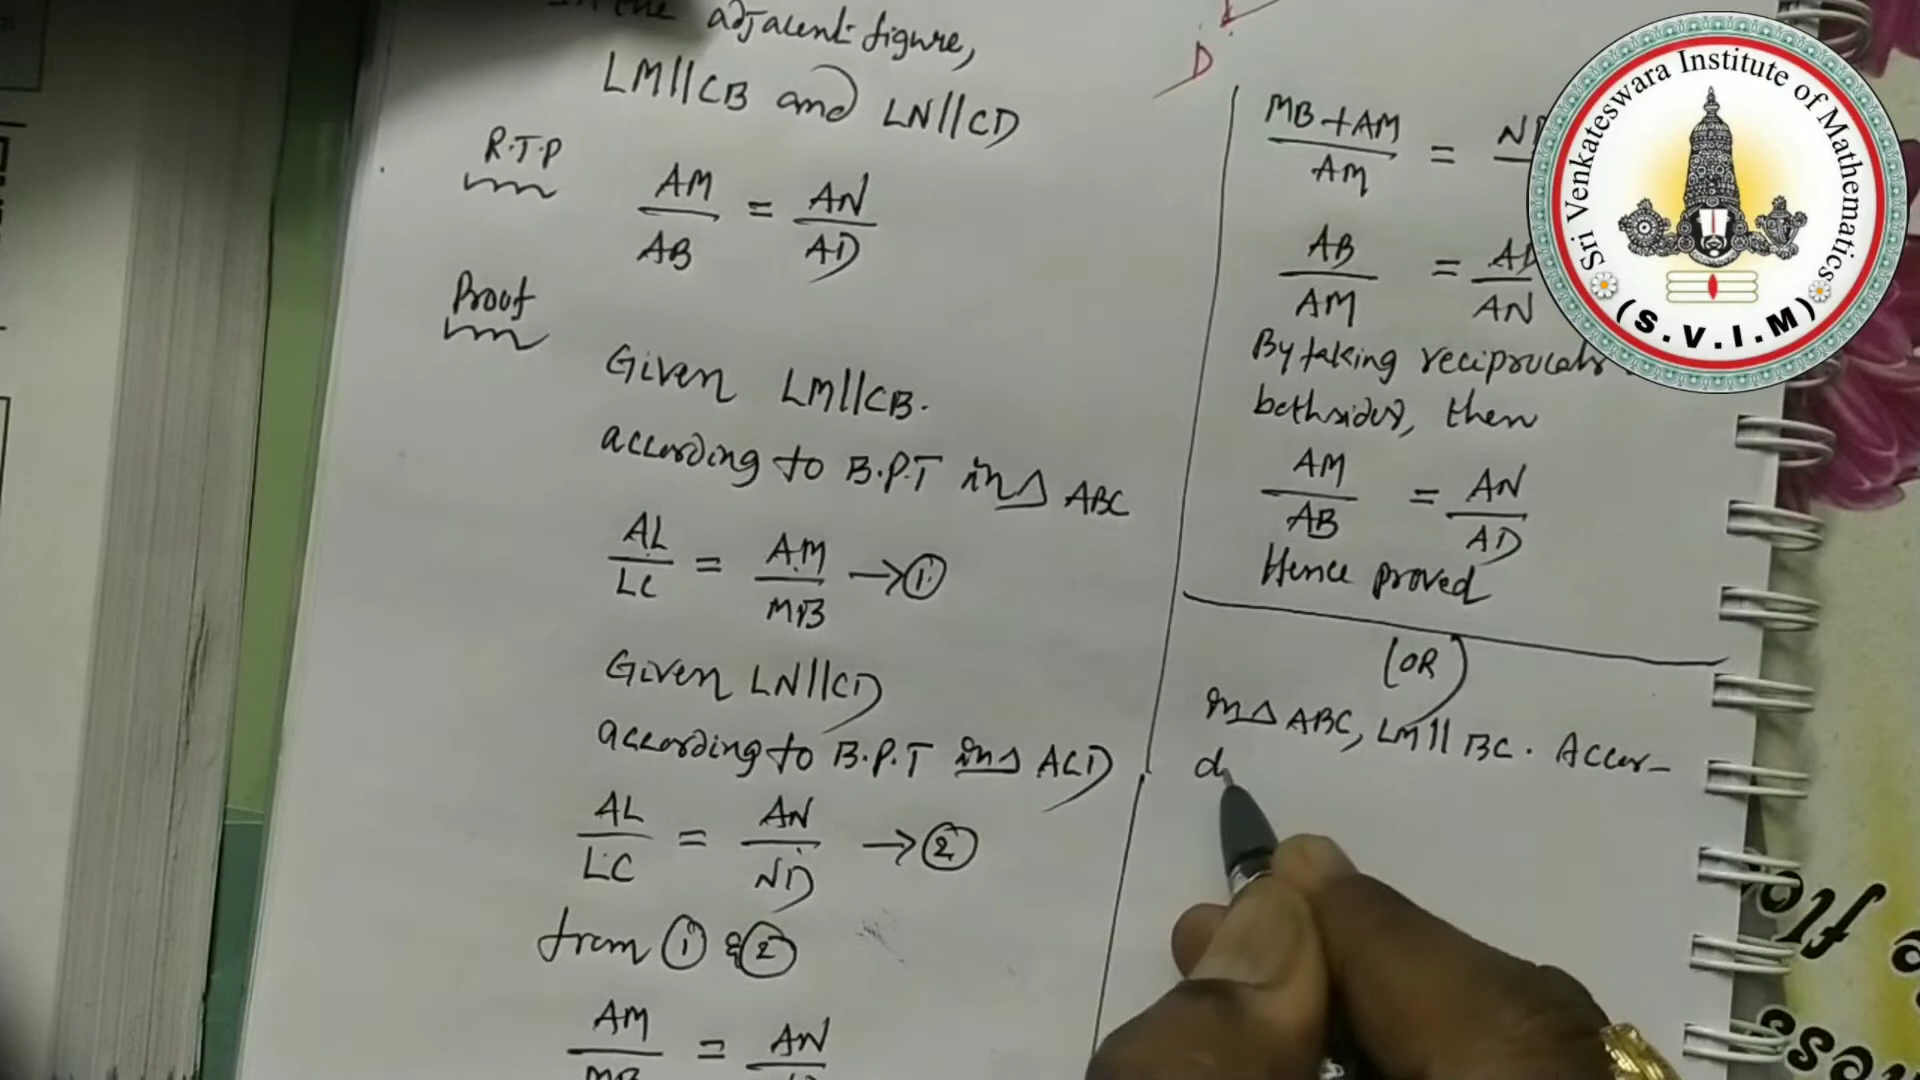 In the adjacent figure,
LM||CB and LN||CD
R.T.P
AM/AB = AN/AD
Proof
Given LM||CB.
according to B.P.T in Δ ABC
AL/LC = AM/MB → ①
Given LN||CD
according to B.P.T in Δ ACD
AL/LC = AN/ND → ②
from ① & ②
AM/MB = AN
D
MB+AM/AM = N
AB/AM = A/AN
By taking reciprocals
bothsides, then
AM/AB = AN/AD
Hence proved
(OR)
in Δ ABC, LM||BC. Accor-
d
Sri Venkateswara Institute of Mathematics
(S.V.I.M)